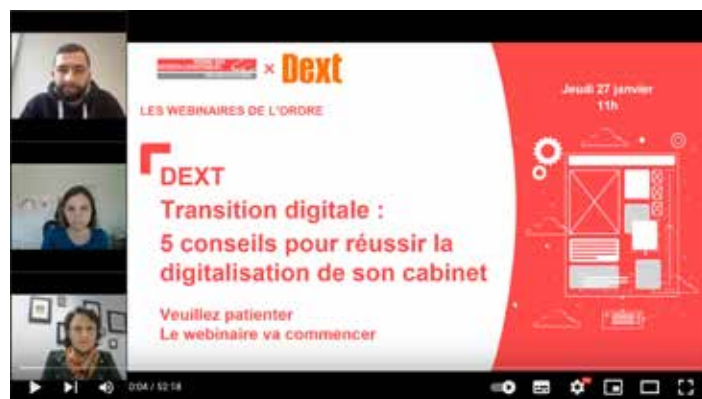 × Dext
LES WEBINAIRES DE L'ORDRE
Jeudi 27 janvier
11h
DEXT
Transition digitale :
5 conseils pour réussir la
digitalisation de son cabinet
Veuillez patienter
Le webinaire va commencer
0:04 / 52:18